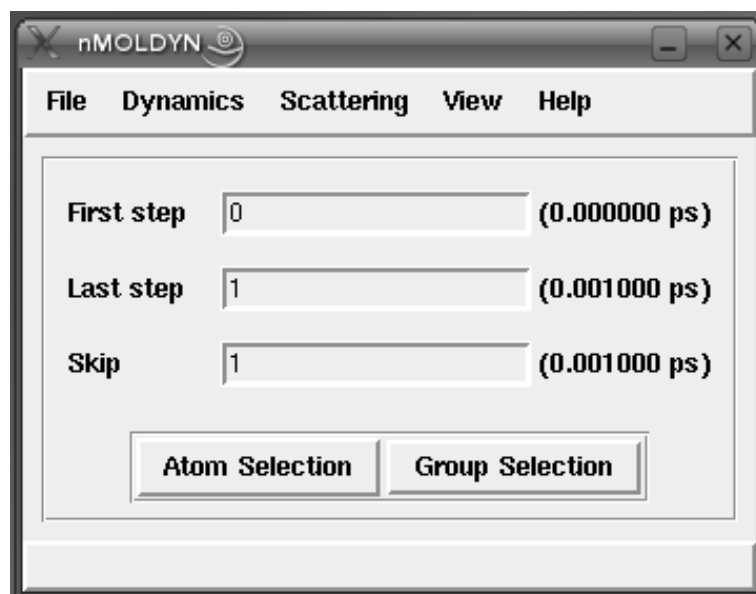 nMOLDYN
File Dynamics Scattering View Help
First step 0 (0.000000 ps)
Last step 1 (0.001000 ps)
Skip 1 (0.001000 ps)
Atom Selection Group Selection